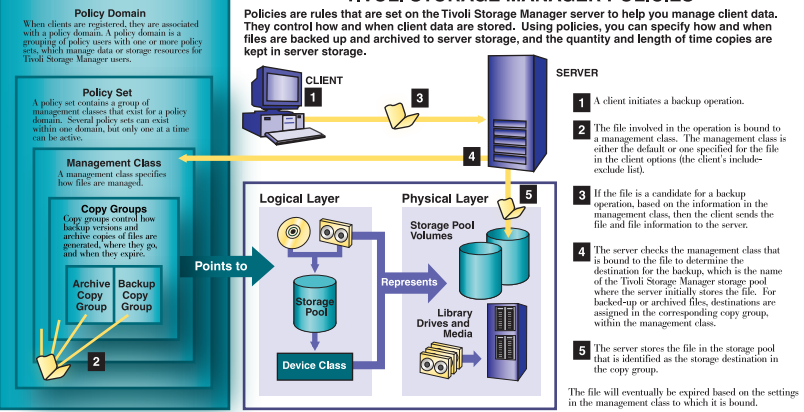 TIVOLI STORAGE MANAGER POLICIES
Policies are rules that are set on the Tivoli Storage Manager server to help you manage client data.
They control how and when client data are stored. Using policies, you can specify how and when
files are backed up and archived to server storage, and the quantity and length of time copies are
kept in server storage.
Policy Domain
When clients are registered, they are associated
with a policy domain. A policy domain is a
grouping of policy users with one or more policy
sets, which manage data or storage resources for
Tivoli Storage Manager users.
Policy Set
A policy set contains a group of
management classes that exist for a policy
domain. Several policy sets can exist
within one domain, but only one at a time
can be active.
Management Class
A management class specifies
how files are managed.
Copy Groups
Copy groups control how
backup versions and
archive copies of files are
generated, where they go,
and when they expire.
Archive
Copy
Group
Backup
Copy
Group
2
Points to
CLIENT
1
3
SERVER
4
5
Logical Layer
Storage
Pool
Device Class
Represents
Physical Layer
Storage Pool
Volumes
Library
Drives and
Media
1 A client initiates a backup operation.
2 The file involved in the operation is bound to
a management class. The management class is
either the default or one specified for the file
in the client options (the client's include-
exclude list).
3 If the file is a candidate for a backup
operation, based on the information in the
management class, then the client sends the
file and file information to the server.
4 The server checks the management class that
is bound to the file to determine the
destination for the backup, which is the name
of the Tivoli Storage Manager storage pool
where the server initially stores the file. For
backed-up or archived files, destinations are
assigned in the corresponding copy group,
within the management class.
5 The server stores the file in the storage pool
that is identified as the storage destination in
the copy group.
The file will eventually be expired based on the settings
in the management class to which it is bound.